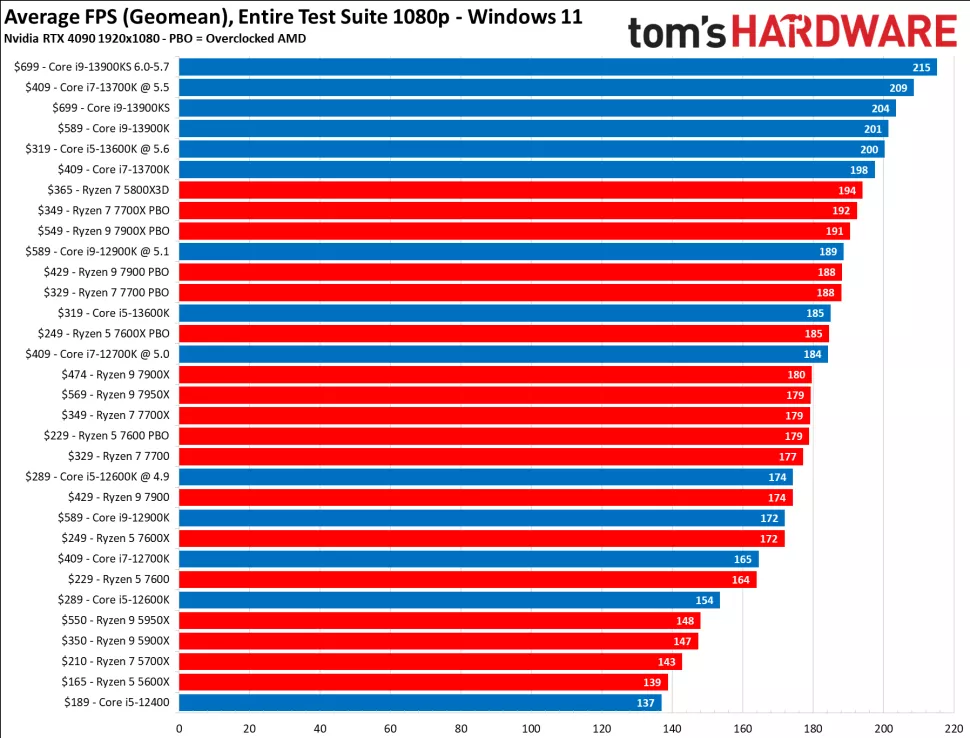 Average FPS (Geomean), Entire Test Suite 1080p - Windows 11
Nvidia RTX 4090 1920x1080 - PBO = Overclocked AMD
tom's HARDWARE
$699 - Core i9-13900KS 6.0-5.7 215
$409 - Core i7-13700K @ 5.5 209
$699 - Core i9-13900KS 204
$589 - Core i9-13900K 201
$319 - Core i5-13600K @ 5.6 200
$409 - Core i7-13700K 198
$365 - Ryzen 7 5800X3D 194
$349 - Ryzen 7 7700X PBO 192
$549 - Ryzen 9 7900X PBO 191
$589 - Core i9-12900K @ 5.1 189
$429 - Ryzen 9 7900 PBO 188
$329 - Ryzen 7 7700 PBO 188
$319 - Core i5-13600K 185
$249 - Ryzen 5 7600X PBO 185
$409 - Core i7-12700K @ 5.0 184
$474 - Ryzen 9 7900X 180
$569 - Ryzen 9 7950X 179
$349 - Ryzen 7 7700X 179
$229 - Ryzen 5 7600 PBO 179
$329 - Ryzen 7 7700 177
$289 - Core i5-12600K @ 4.9 174
$429 - Ryzen 9 7900 174
$589 - Core i9-12900K 172
$249 - Ryzen 5 7600X 172
$409 - Core i7-12700K 165
$229 - Ryzen 5 7600 164
$289 - Core i5-12600K 154
$550 - Ryzen 9 5950X 148
$350 - Ryzen 9 5900X 147
$210 - Ryzen 7 5700X 143
$165 - Ryzen 5 5600X 139
$189 - Core i5-12400 137
0 20 40 60 80 100 120 140 160 180 200 220